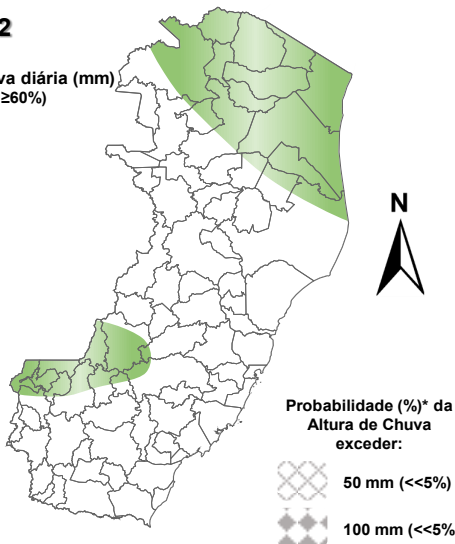 2
va diária (mm)
≥60%)
N
Probabilidade (%)* da
Altura de Chuva
exceder:
50 mm (<<5%)
100 mm (<<5%